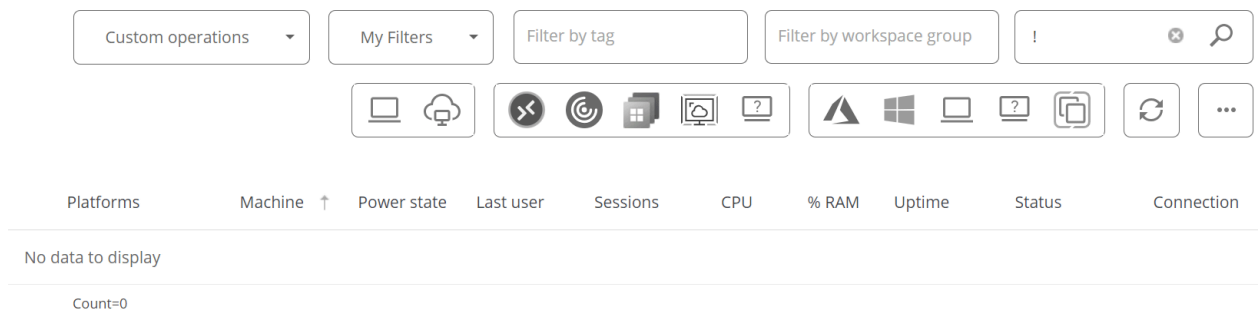 Custom operations My Filters Filter by tag Filter by workspace group !
? ?
Platforms Machine ↑ Power state Last user Sessions CPU % RAM Uptime Status Connection
No data to display
Count=0